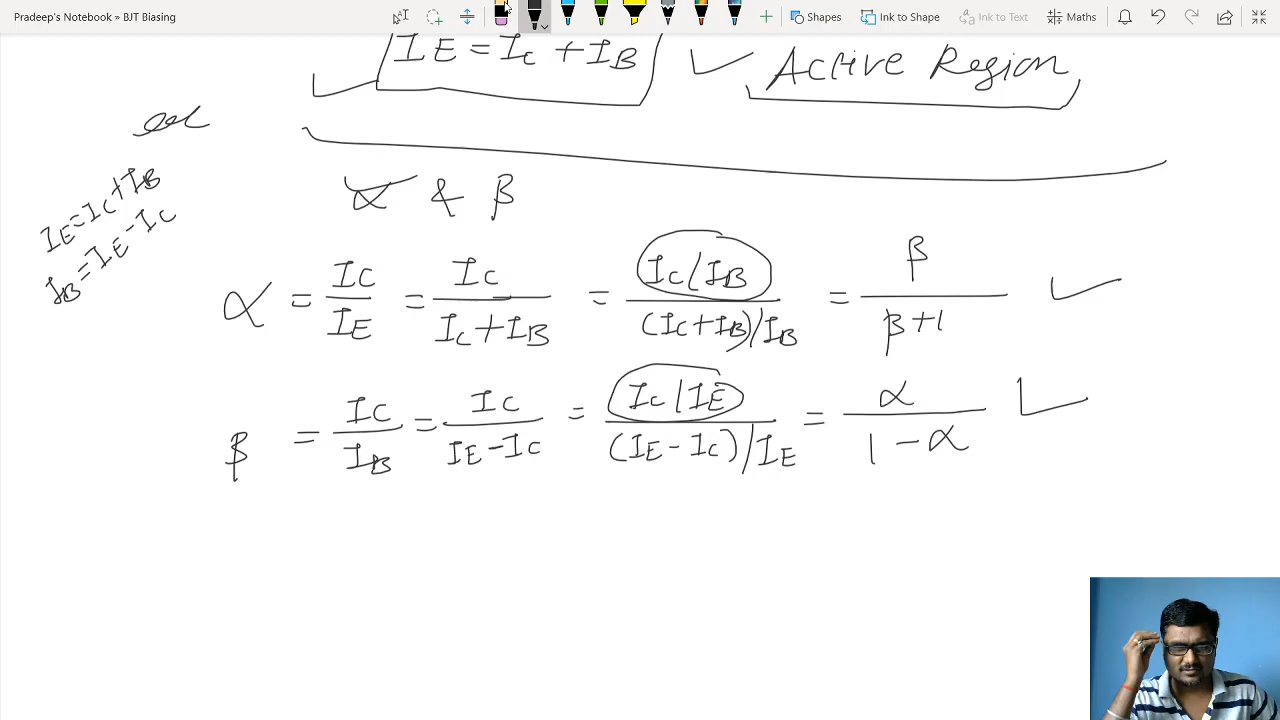 Pradeep's Notebook » BJT Biasing
Shapes Ink to Shape Ink to Text Maths
IE = IC + IB Active Region
IE = IC + IB
IB = IE - IC
α & β
α = IC/IE = IC/(IC + IB) = (IC/IB)/((IC + IB)/IB) = β/(β + 1)
β = IC/IB = IC/(IE - IC) = (IC/IE)/((IE - IC)/IE) = α/(1 - α)